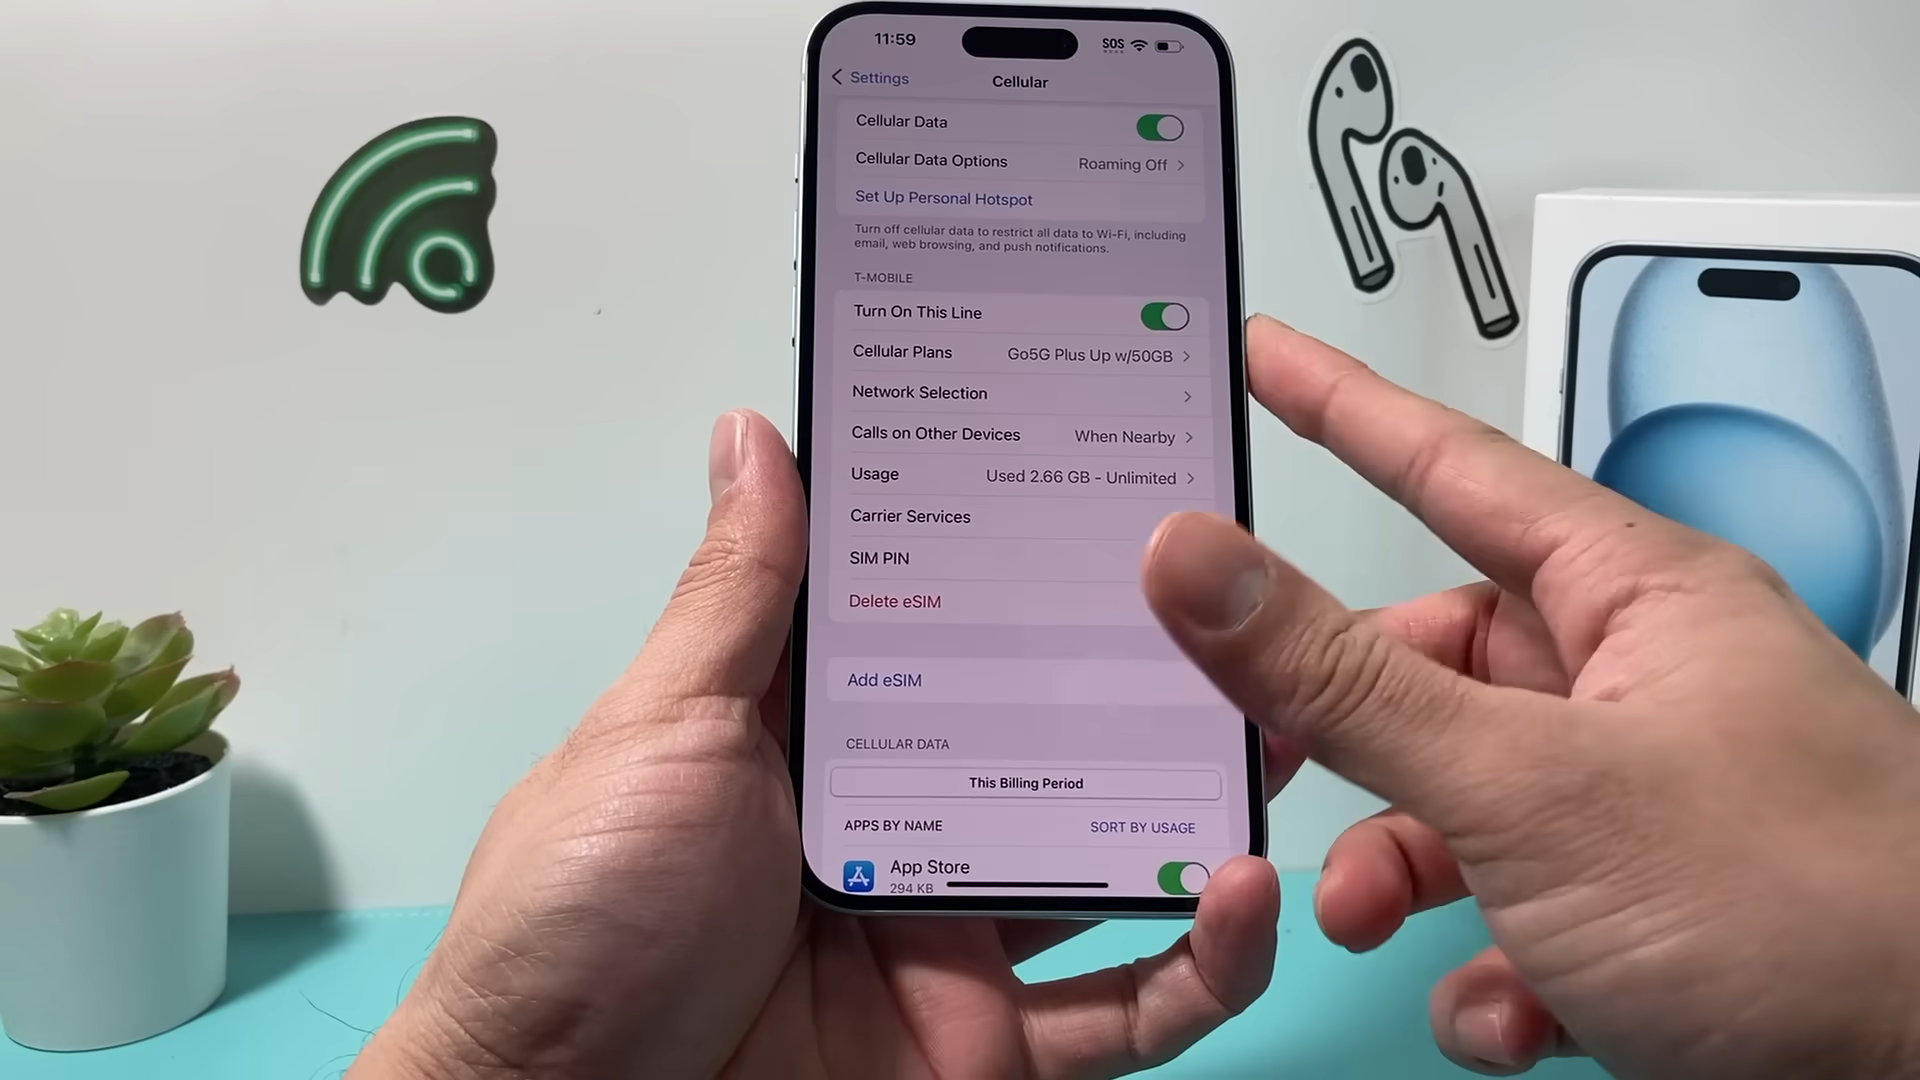 11:59
SOS
Settings
Cellular
Cellular Data
Cellular Data Options Roaming Off
Set Up Personal Hotspot
Turn off cellular data to restrict all data to Wi-Fi, including
email, web browsing, and push notifications.
T-MOBILE
Turn On This Line
Cellular Plans Go5G Plus Up w/50GB
Network Selection
Calls on Other Devices When Nearby
Usage Used 2.66 GB - Unlimited
Carrier Services
SIM PIN
Delete eSIM
Add eSIM
CELLULAR DATA
This Billing Period
APPS BY NAME SORT BY USAGE
App Store
294 KB